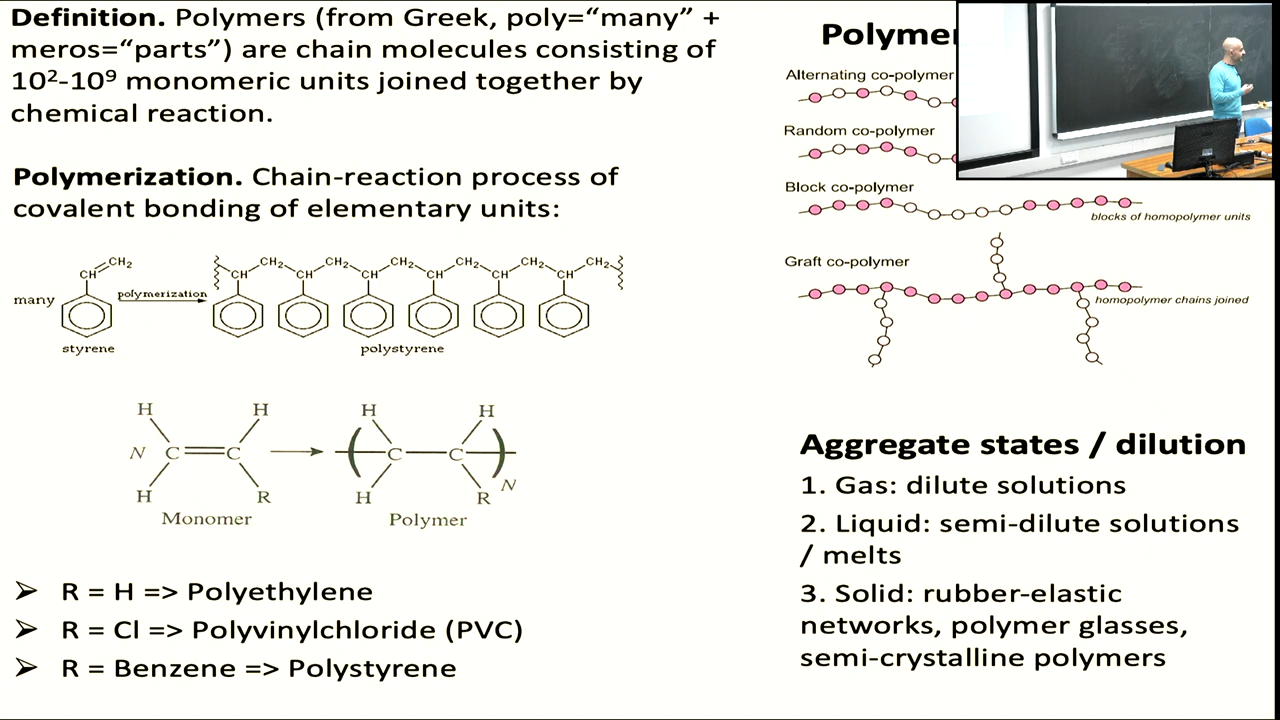 Definition. Polymers (from Greek, poly=“many” +
meros=“parts”) are chain molecules consisting of
10²-10⁹ monomeric units joined together by
chemical reaction.
Polymerization. Chain-reaction process of
covalent bonding of elementary units:
many
CH
CH₂
styrene
polymerization
CH CH₂ CH CH₂ CH CH₂ CH CH₂ CH CH₂ CH CH₂
polystyrene
H H H H
N C C C C
H R H R N
Monomer Polymer
➢ R = H => Polyethylene
➢ R = Cl => Polyvinylchloride (PVC)
➢ R = Benzene => Polystyrene
Alternating co-polymer
Random co-polymer
Block co-polymer
blocks of homopolymer units
Graft co-polymer
homopolymer chains joined
Aggregate states / dilution
1. Gas: dilute solutions
2. Liquid: semi-dilute solutions
/ melts
3. Solid: rubber-elastic
networks, polymer glasses,
semi-crystalline polymers